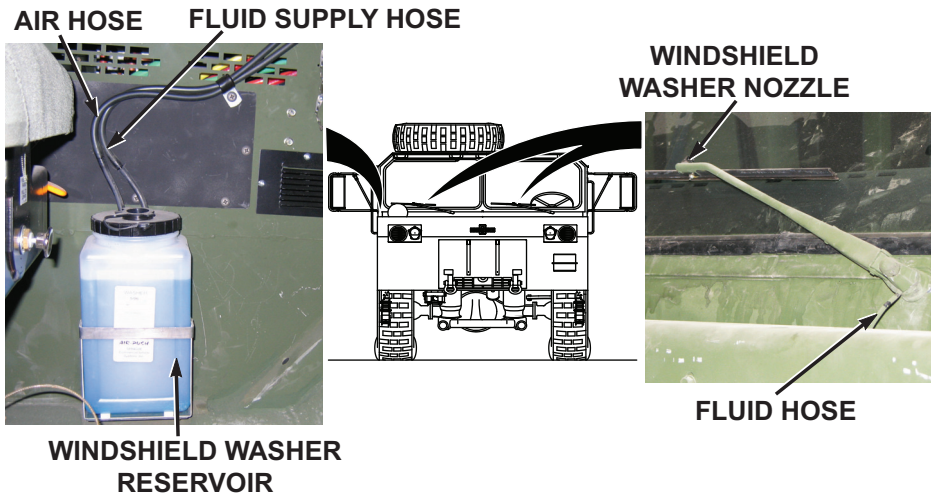 AIR HOSE
FLUID SUPPLY HOSE
WINDSHIELD
WASHER NOZZLE
FLUID HOSE
WINDSHIELD WASHER
RESERVOIR